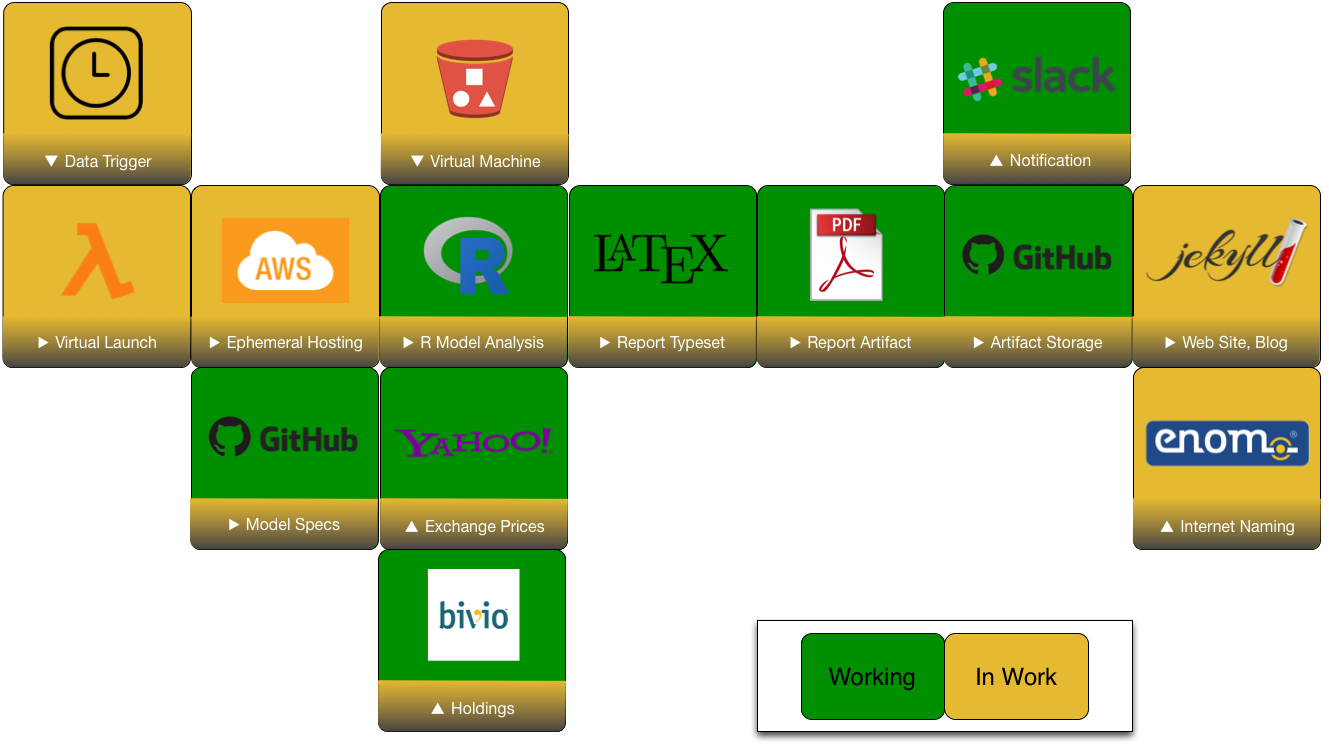 slack
▼ Data Trigger
▼ Virtual Machine
▲ Notification
λ
AWS
R
LATEX
PDF
GitHub
jekyll
▶ Virtual Launch
▶ Ephemeral Hosting
▶ R Model Analysis
▶ Report Typeset
▶ Report Artifact
▶ Artifact Storage
▶ Web Site, Blog
GitHub
YAHOO!
enom®
▶ Model Specs
▲ Exchange Prices
▲ Internet Naming
bivio
▲ Holdings
Working
In Work